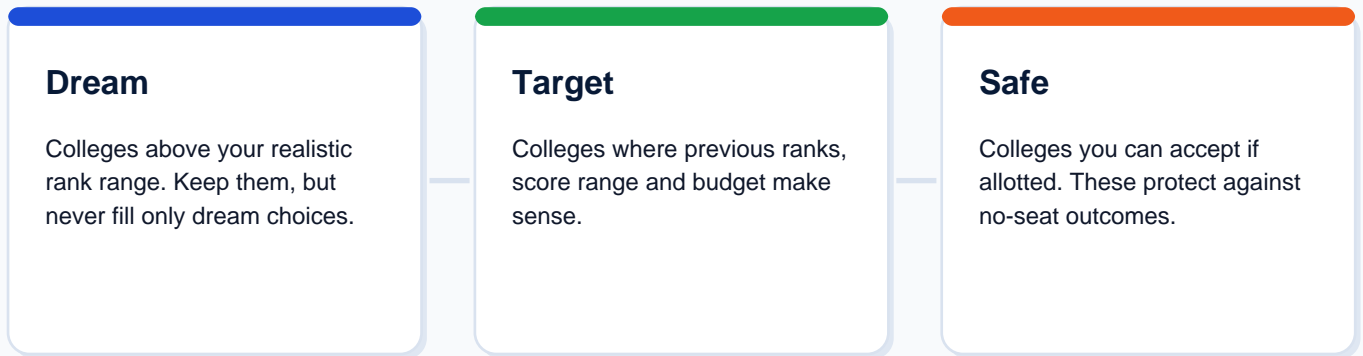 Dream
Colleges above your realistic
rank range. Keep them, but
never fill only dream choices.
Target
Colleges where previous ranks,
score range and budget make
sense.
Safe
Colleges you can accept if
allotted. These protect against
no-seat outcomes.